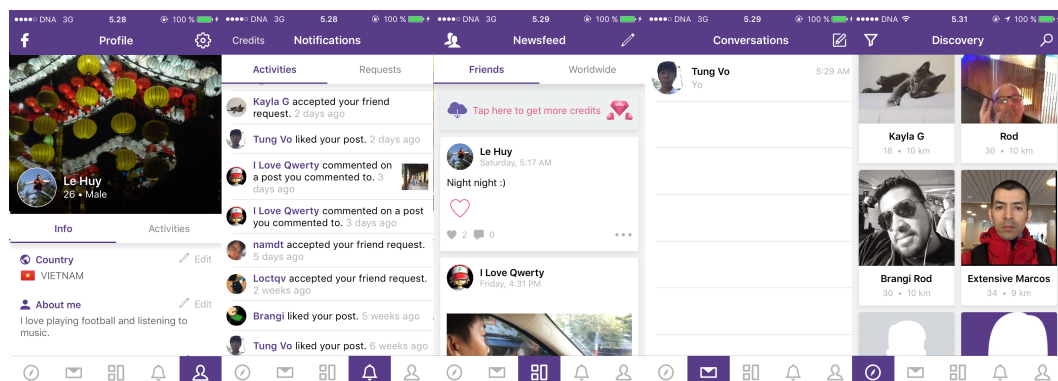 DNA 3G 5.28 100 %
Profile
Le Huy
26 • Male
Info Activities
Country Edit
VIETNAM
About me Edit
I love playing football and listening to
music.
DNA 3G 5.28 100 %
Credits Notifications
Activities Requests
Kayla G accepted your friend
request. 2 days ago
Tung Vo liked your post. 2 days ago
I Love Qwerty commented on
a post you commented to. 3
days ago
I Love Qwerty commented on a post
you commented to. 3 days ago
namdt accepted your friend request.
5 days ago
Loctqv accepted your friend request.
2 weeks ago
Brangi liked your post. 5 weeks ago
Tung Vo liked your post. 6 weeks ago
DNA 3G 5.29 100 %
Newsfeed
Friends Worldwide
Tap here to get more credits
Le Huy
Saturday, 5:17 AM
Night night :)
2 0
I Love Qwerty
Friday, 4:31 PM
DNA 3G 5.29 100 %
Conversations
Tung Vo 5:29 AM
Yo
DNA 5.31 100 %
Discovery
Kayla G Rod
18 • 10 km 36 • 10 km
Brangi Rod Extensive Marcos
30 • 10 km 34 • 9 km